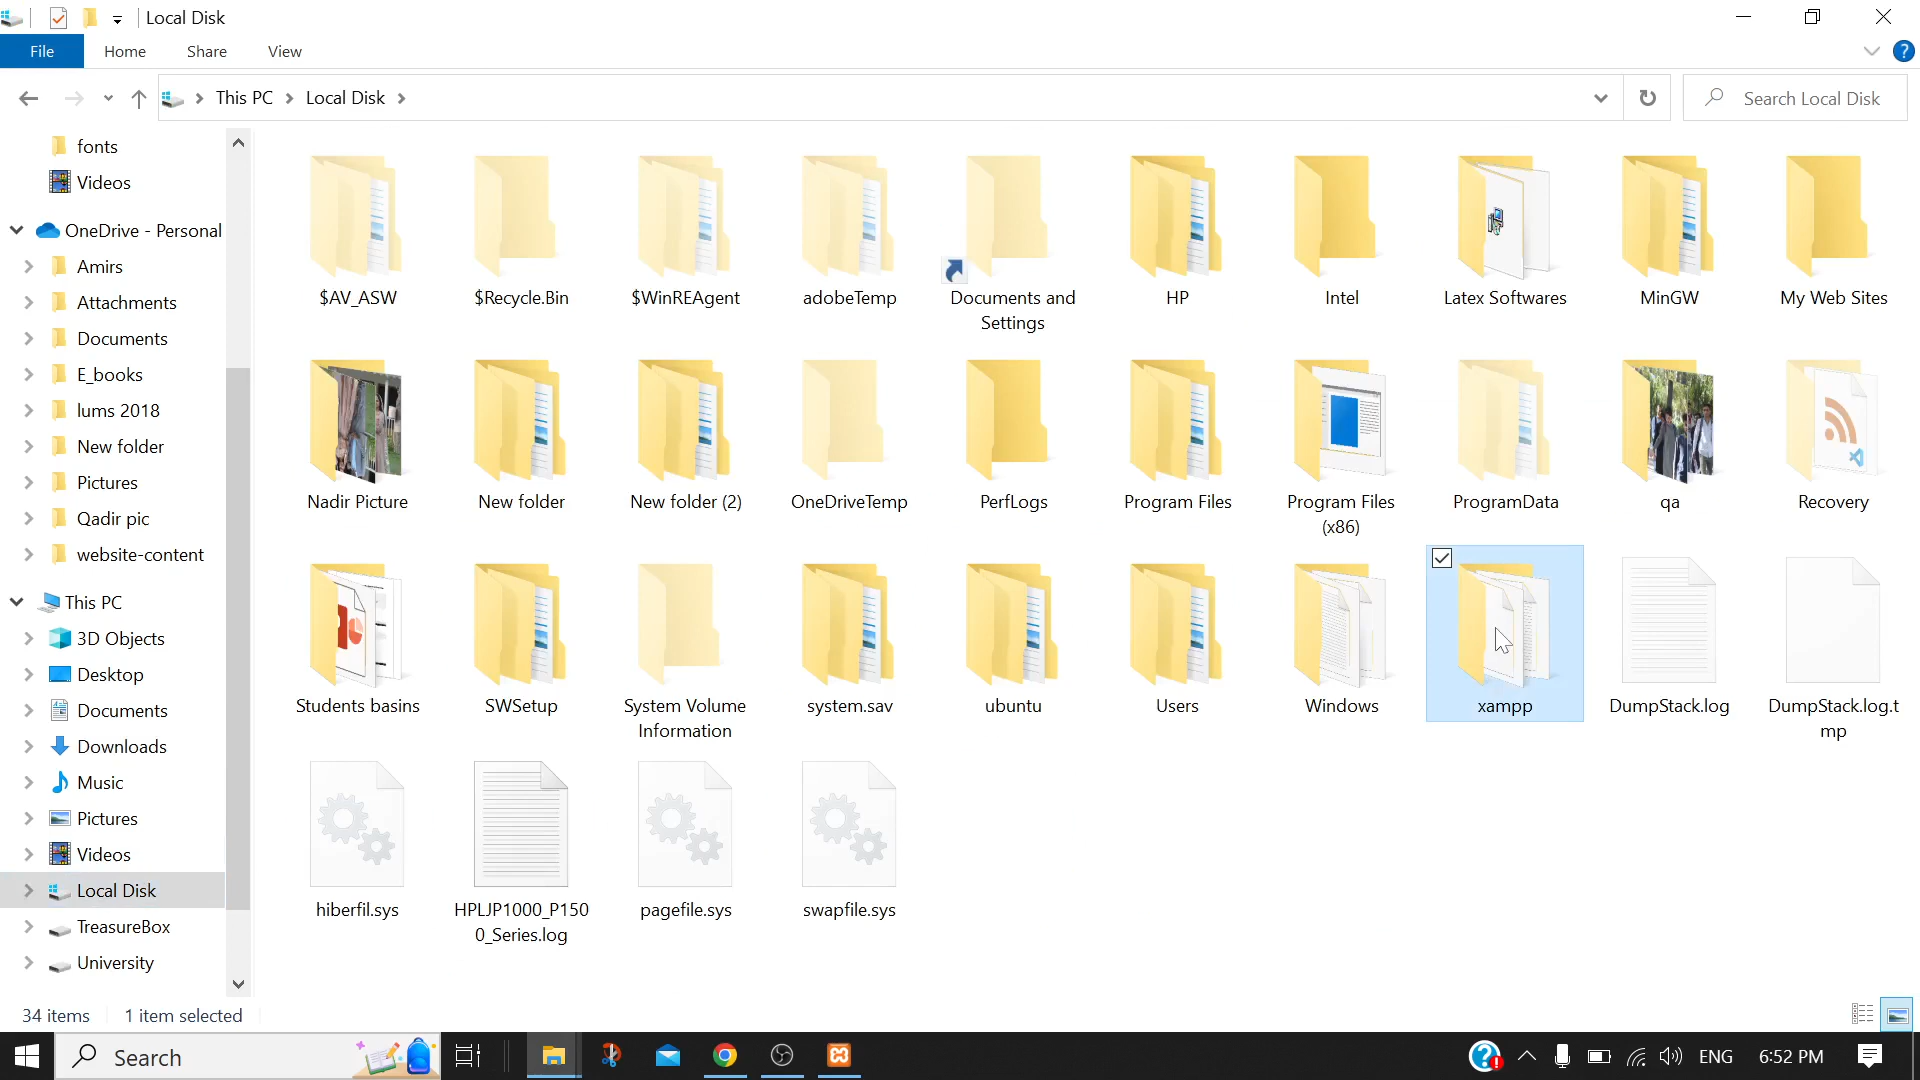 Local Disk
File
Home
Share
View
This PC
Local Disk
Search Local Disk
fonts
Videos
OneDrive - Personal
Amirs
Attachments
Documents
E_books
lums 2018
New folder
Pictures
Qadir pic
website-content
This PC
3D Objects
Desktop
Documents
Downloads
Music
Pictures
Videos
Local Disk
TreasureBox
University
$AV_ASW
$Recycle.Bin
$WinREAgent
adobeTemp
Documents and
Settings
HP
Intel
Latex Softwares
MinGW
My Web Sites
Nadir Picture
New folder
New folder (2)
OneDriveTemp
PerfLogs
Program Files
Program Files
(x86)
ProgramData
qa
Recovery
Students basins
SWSetup
System Volume
Information
system.sav
ubuntu
Users
Windows
xampp
DumpStack.log
DumpStack.log.t
mp
hiberfil.sys
HPLJP1000_P150
0_Series.log
pagefile.sys
swapfile.sys
34 items
1 item selected
Search
ENG
6:52 PM